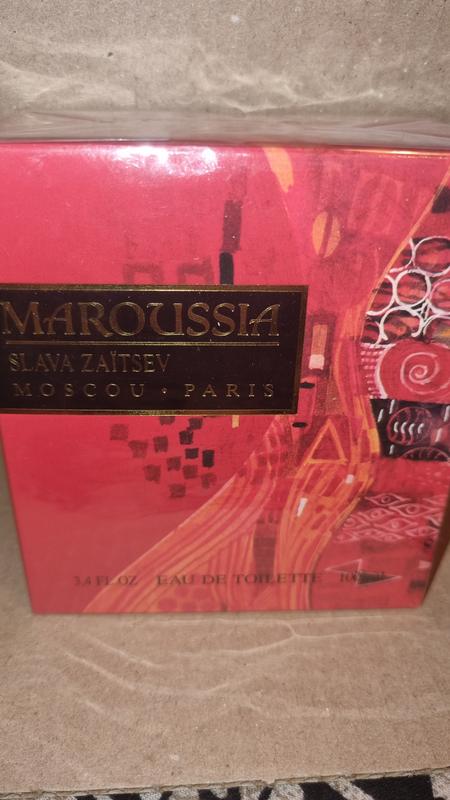 MAROUSSIA
SLAVA ZAÏTSEV
MOSCOU · PARIS
3,4 FL OZ EAU DE TOILETTE